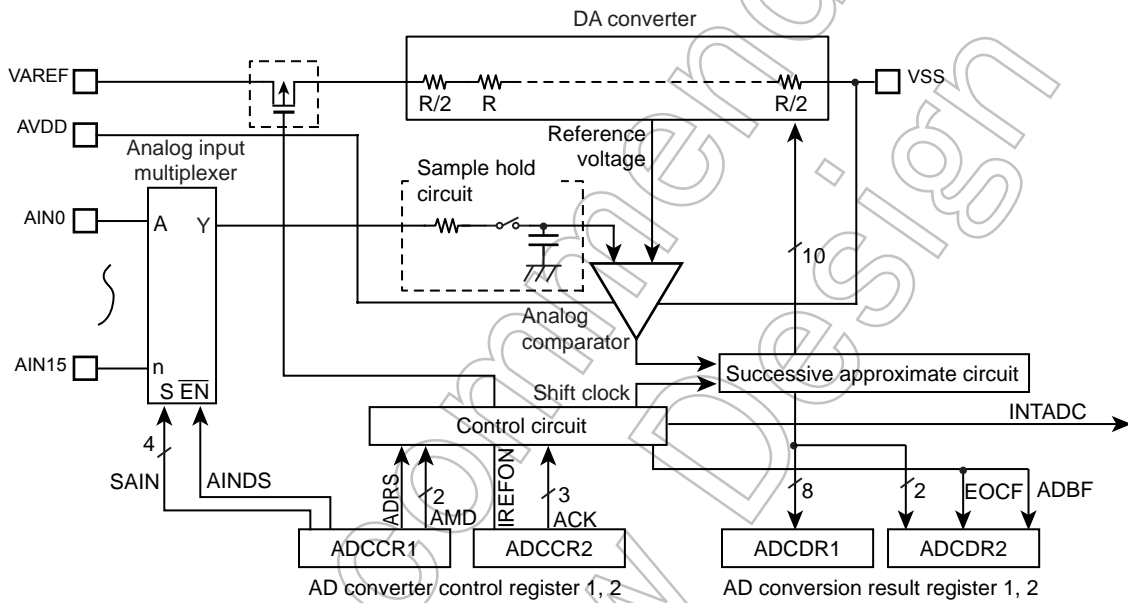 DA converter
VAREF
VSS
R/2
R
R/2
AVDD
Analog input
multiplexer
Reference
voltage
Sample hold
circuit
AIN0
A
Y
10
Analog
comparator
AIN15
n
S EN
Successive approximate circuit
Shift clock
INTADC
Control circuit
4
SAIN
AINDS
ADRS
2
AMD
IREFON
3
ACK
8
2
EOCF
ADBF
ADCCR1
ADCCR2
ADCDR1
ADCDR2
AD converter control register 1, 2
AD conversion result register 1, 2